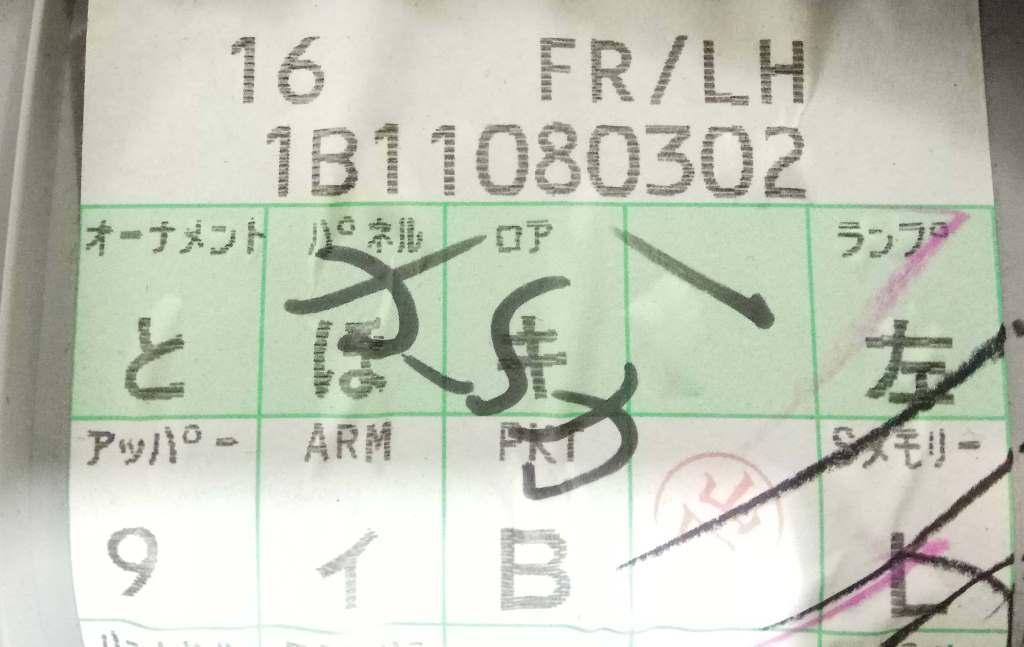 16 FR/LH
1B11080302
オーナメント パネル ロア ランプ
と ぼ キ 左
アッパー ARM PKT Sメモリー
9 イ B L